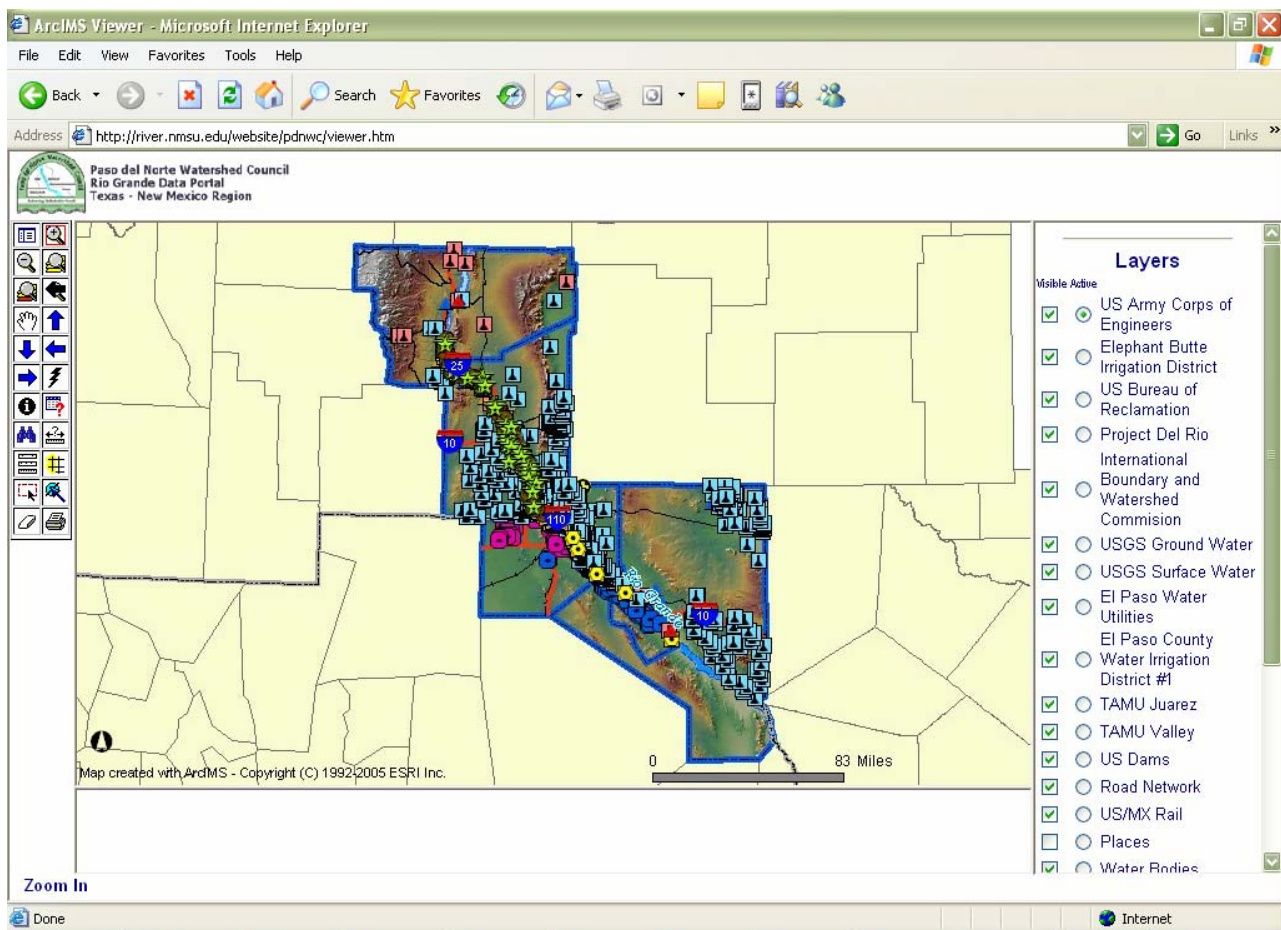 ArcIMS Viewer - Microsoft Internet Explorer
File Edit View Favorites Tools Help
Back Search Favorites
Address http://river.nmsu.edu/website/pdnwc/viewer.htm Go Links »
Paso del Norte Watershed Council
Rio Grande Data Portal
Texas - New Mexico Region
25
10
110
Rio Grande
10
0 83 Miles
Map created with ArcIMS - Copyright (C) 1992-2005 ESRI Inc.
Layers
Visible Active
US Army Corps of
Engineers
Elephant Butte
Irrigation District
US Bureau of
Reclamation
Project Del Rio
International
Boundary and
Watershed
Commision
USGS Ground Water
USGS Surface Water
El Paso Water
Utilities
El Paso County
Water Irrigation
District #1
TAMU Juarez
TAMU Valley
US Dams
Road Network
US/MX Rail
Places
Water Bodies
Zoom In
Done Internet